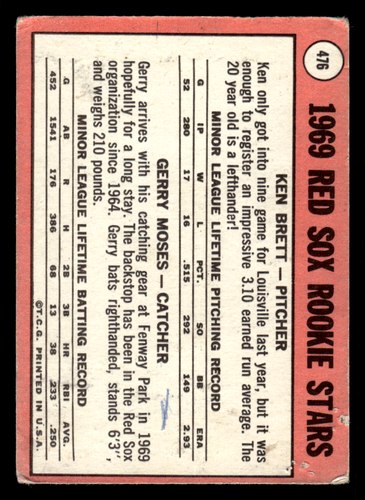 476
1969 RED SOX ROOKIE STARS
KEN BRETT — PITCHER
Ken only got into nine game for Louisville last year, but it was
enough to register an impressive 3.10 earned run average. The
20 year old is a lefthander!
MINOR LEAGUE LIFETIME PITCHING RECORD
G IP W L PCT. SO BB ERA
52 280 17 16 .515 292 149 2.93
GERRY MOSES — CATCHER
Gerry arrives with his catching gear at Fenway Park in 1969
hopefully for a long stay. The backstop has been in the Red Sox
organization since 1964. Gerry bats righthanded, stands 6'3",
and weighs 210 pounds.
MINOR LEAGUE LIFETIME BATTING RECORD
G AB R H 2B 3B HR RBI AVG.
452 1541 176 386 68 13 38 233 .250
©T.C.G. PRINTED IN U.S.A.